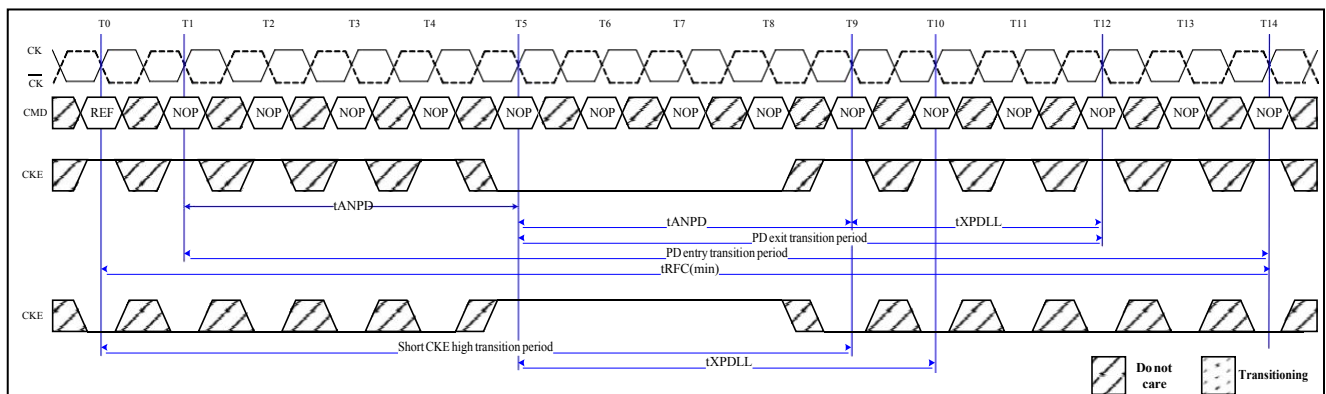 T0 T1 T2 T3 T4 T5 T6 T7 T8 T9 T10 T11 T12 T13 T14
CK
CK
CMD REF NOP NOP NOP NOP NOP NOP NOP NOP NOP NOP NOP NOP NOP NOP
CKE
tANPD
tANPD tXPDLL
PD exit transition period
PD entry transition period
tRFC(min)
CKE
Short CKE high transition period
tXPDLL
Do not care
Transitioning